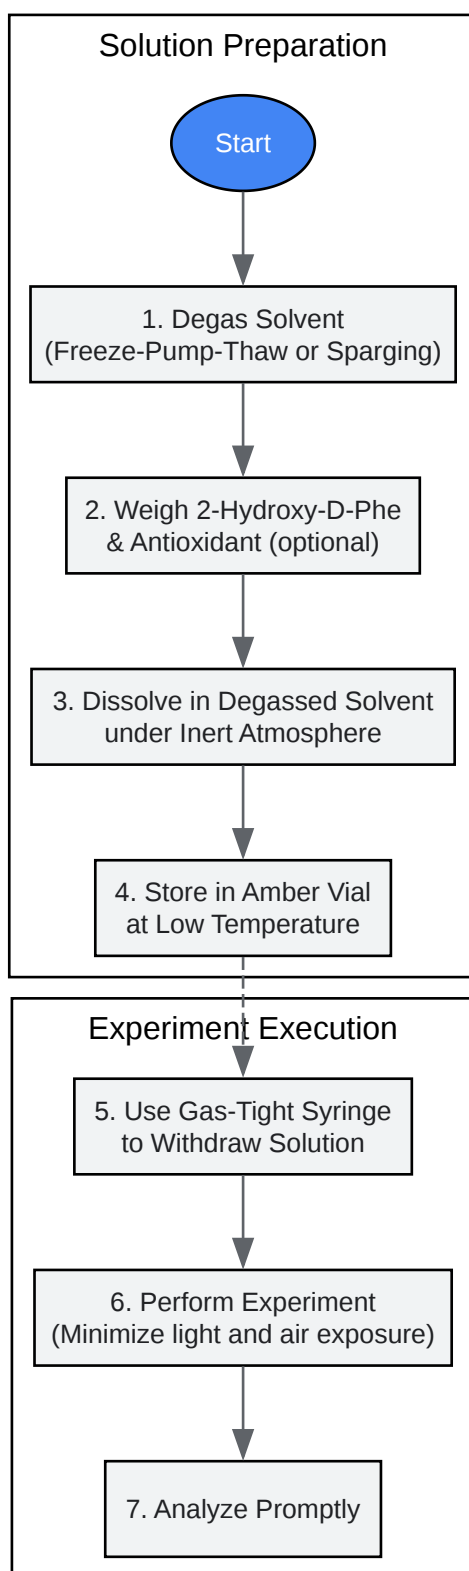 Solution Preparation
Start
1. Degas Solvent
(Freeze-Pump-Thaw or Sparging)
2. Weigh 2-Hydroxy-D-Phe
& Antioxidant (optional)
3. Dissolve in Degassed Solvent
under Inert Atmosphere
4. Store in Amber Vial
at Low Temperature
Experiment Execution
5. Use Gas-Tight Syringe
to Withdraw Solution
6. Perform Experiment
(Minimize light and air exposure)
7. Analyze Promptly